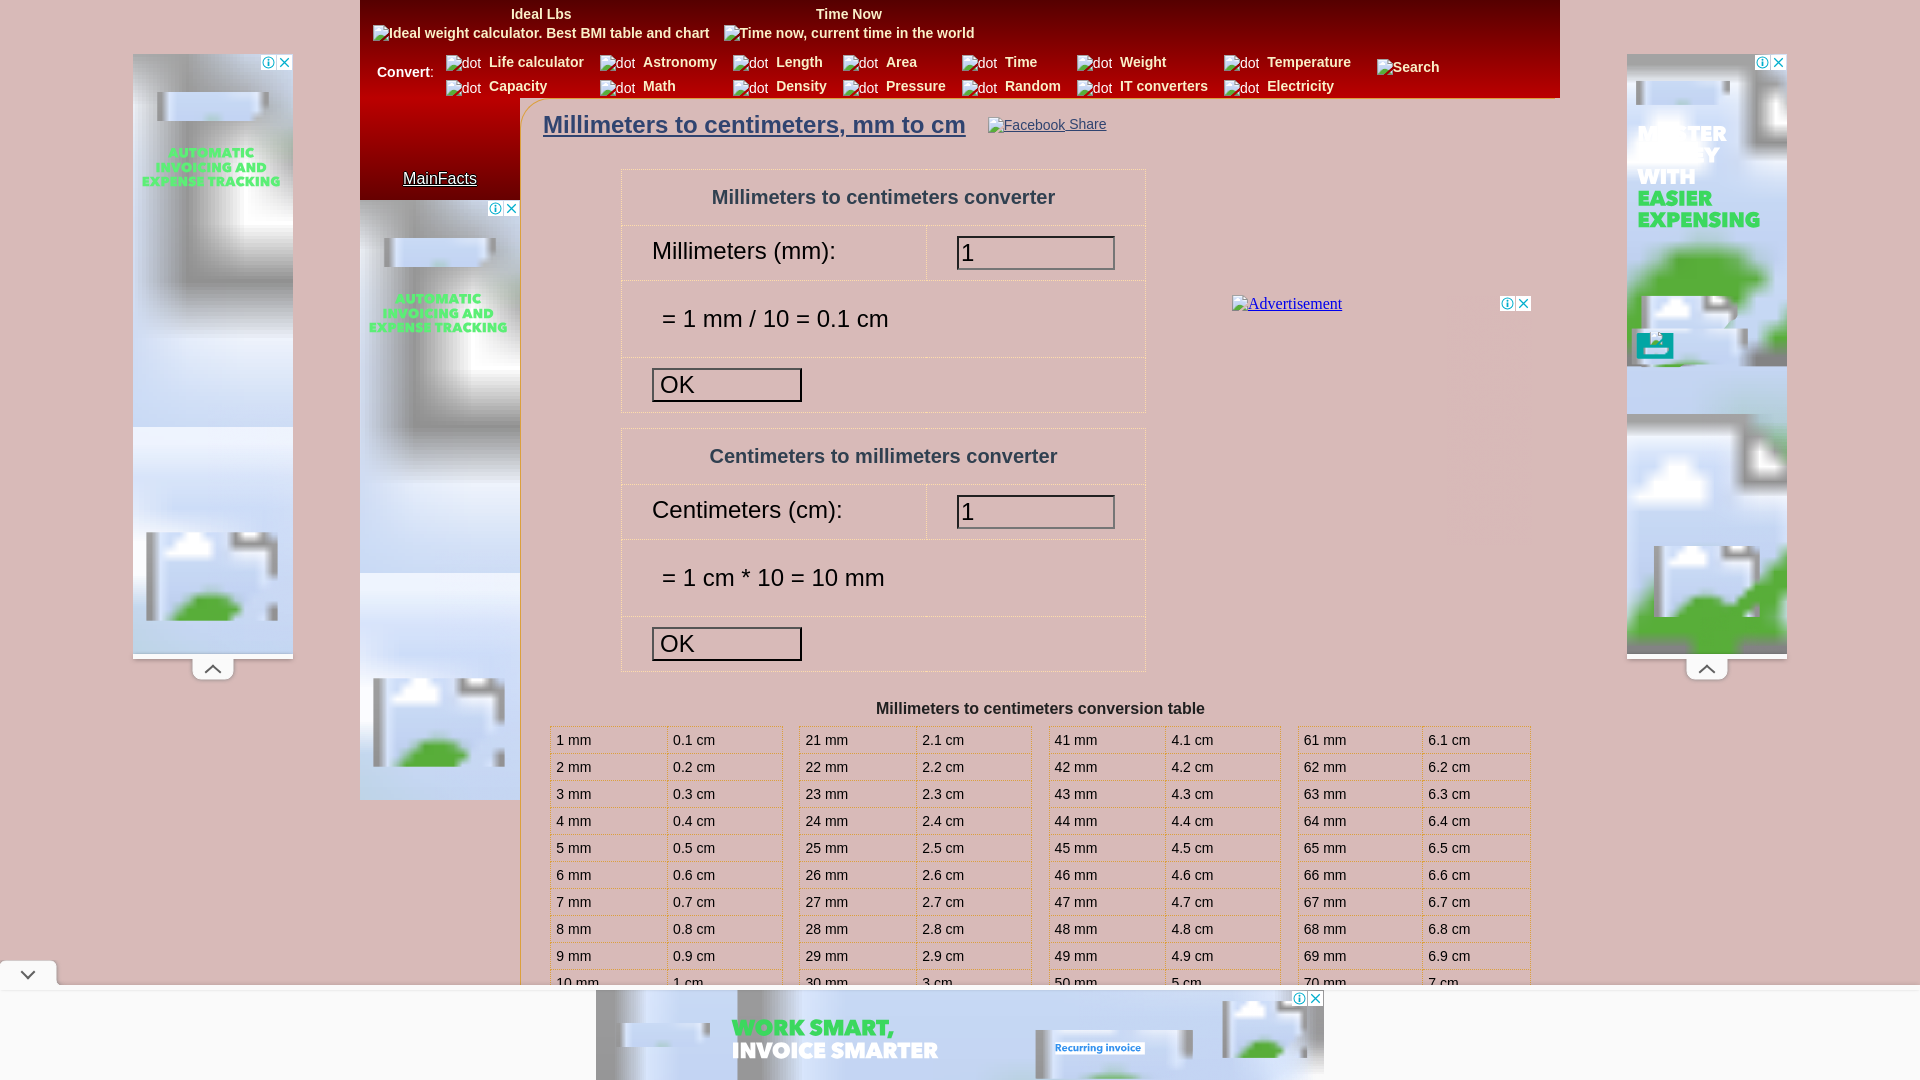 Ideal Lbs
Ideal weight calculator. Best BMI table and chart
Time Now
Time now, current time in the world
Convert:
dot Life calculator
dot Astronomy
dot Length
dot Area
dot Time
dot Weight
dot Temperature
dot Capacity
dot Math
dot Density
dot Pressure
dot Random
dot IT converters
dot Electricity
Search
Millimeters to centimeters, mm to cm
Facebook Share
MainFacts
AUTOMATIC
INVOICING AND
EXPENSE TRACKING
AUTOMATIC
INVOICING AND
EXPENSE TRACKING
Millimeters to centimeters converter
Millimeters (mm): 1
= 1 mm / 10 = 0.1 cm
OK
Centimeters to millimeters converter
Centimeters (cm): 1
= 1 cm * 10 = 10 mm
OK
Advertisement
WITH
EASIER
EXPENSING
Millimeters to centimeters conversion table
1 mm 0.1 cm 21 mm 2.1 cm 41 mm 4.1 cm 61 mm 6.1 cm
2 mm 0.2 cm 22 mm 2.2 cm 42 mm 4.2 cm 62 mm 6.2 cm
3 mm 0.3 cm 23 mm 2.3 cm 43 mm 4.3 cm 63 mm 6.3 cm
4 mm 0.4 cm 24 mm 2.4 cm 44 mm 4.4 cm 64 mm 6.4 cm
5 mm 0.5 cm 25 mm 2.5 cm 45 mm 4.5 cm 65 mm 6.5 cm
6 mm 0.6 cm 26 mm 2.6 cm 46 mm 4.6 cm 66 mm 6.6 cm
7 mm 0.7 cm 27 mm 2.7 cm 47 mm 4.7 cm 67 mm 6.7 cm
8 mm 0.8 cm 28 mm 2.8 cm 48 mm 4.8 cm 68 mm 6.8 cm
9 mm 0.9 cm 29 mm 2.9 cm 49 mm 4.9 cm 69 mm 6.9 cm
10 mm 1 cm 30 mm 3 cm 50 mm 5 cm 70 mm 7 cm
WORK SMART,
INVOICE SMARTER
Recurring invoice